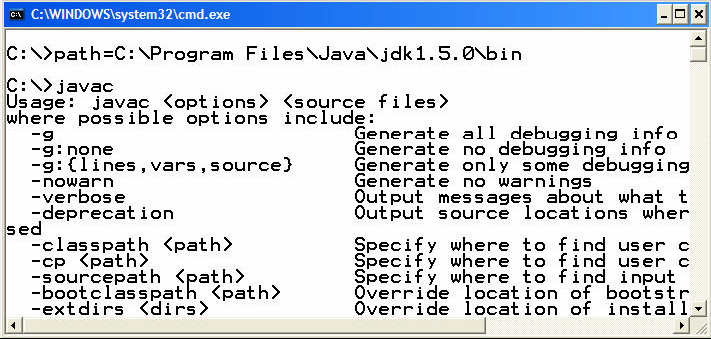 C:\WINDOWS\system32\cmd.exe
C:\>path=C:\Program Files\Java\jdk1.5.0\bin
C:\>javac
Usage: javac <options> <source files>
where possible options include:
-g Generate all debugging info
-g:none Generate no debugging info
-g:{lines,vars,source} Generate only some debugging
-nowarn Generate no warnings
-verbose Output messages about what t
-deprecation Output source locations wher
sed
-classpath <path> Specify where to find user c
-cp <path> Specify where to find user c
-sourcepath <path> Specify where to find input
-bootclasspath <path> Override location of bootstr
-extdirs <dirs> Override location of install